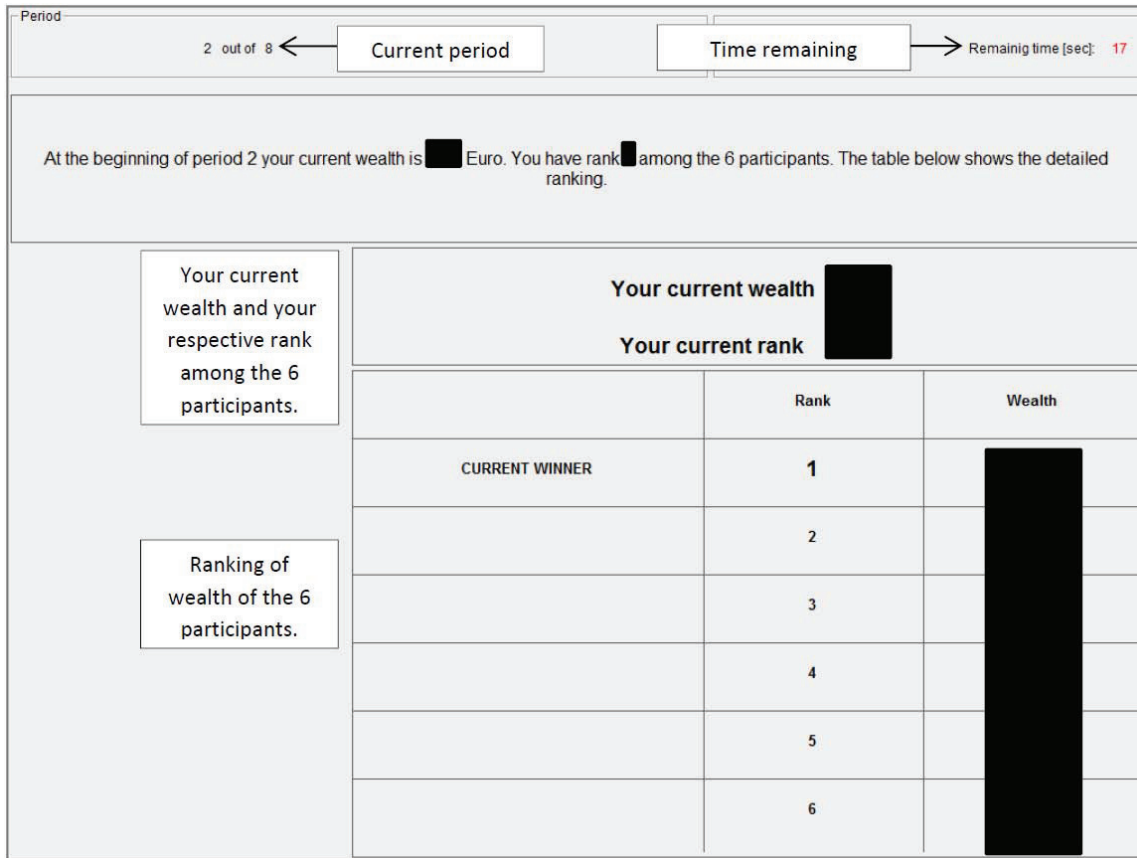 Period
2 out of 8
Current period
Time remaining
Remainig time [sec]: 17
At the beginning of period 2 your current wealth is Euro. You have rank among the 6 participants. The table below shows the detailed
ranking.
Your current
wealth and your
respective rank
among the 6
participants.
Your current wealth
Your current rank
Rank Wealth
CURRENT WINNER 1
2
Ranking of
wealth of the 6
participants.
3
4
5
6